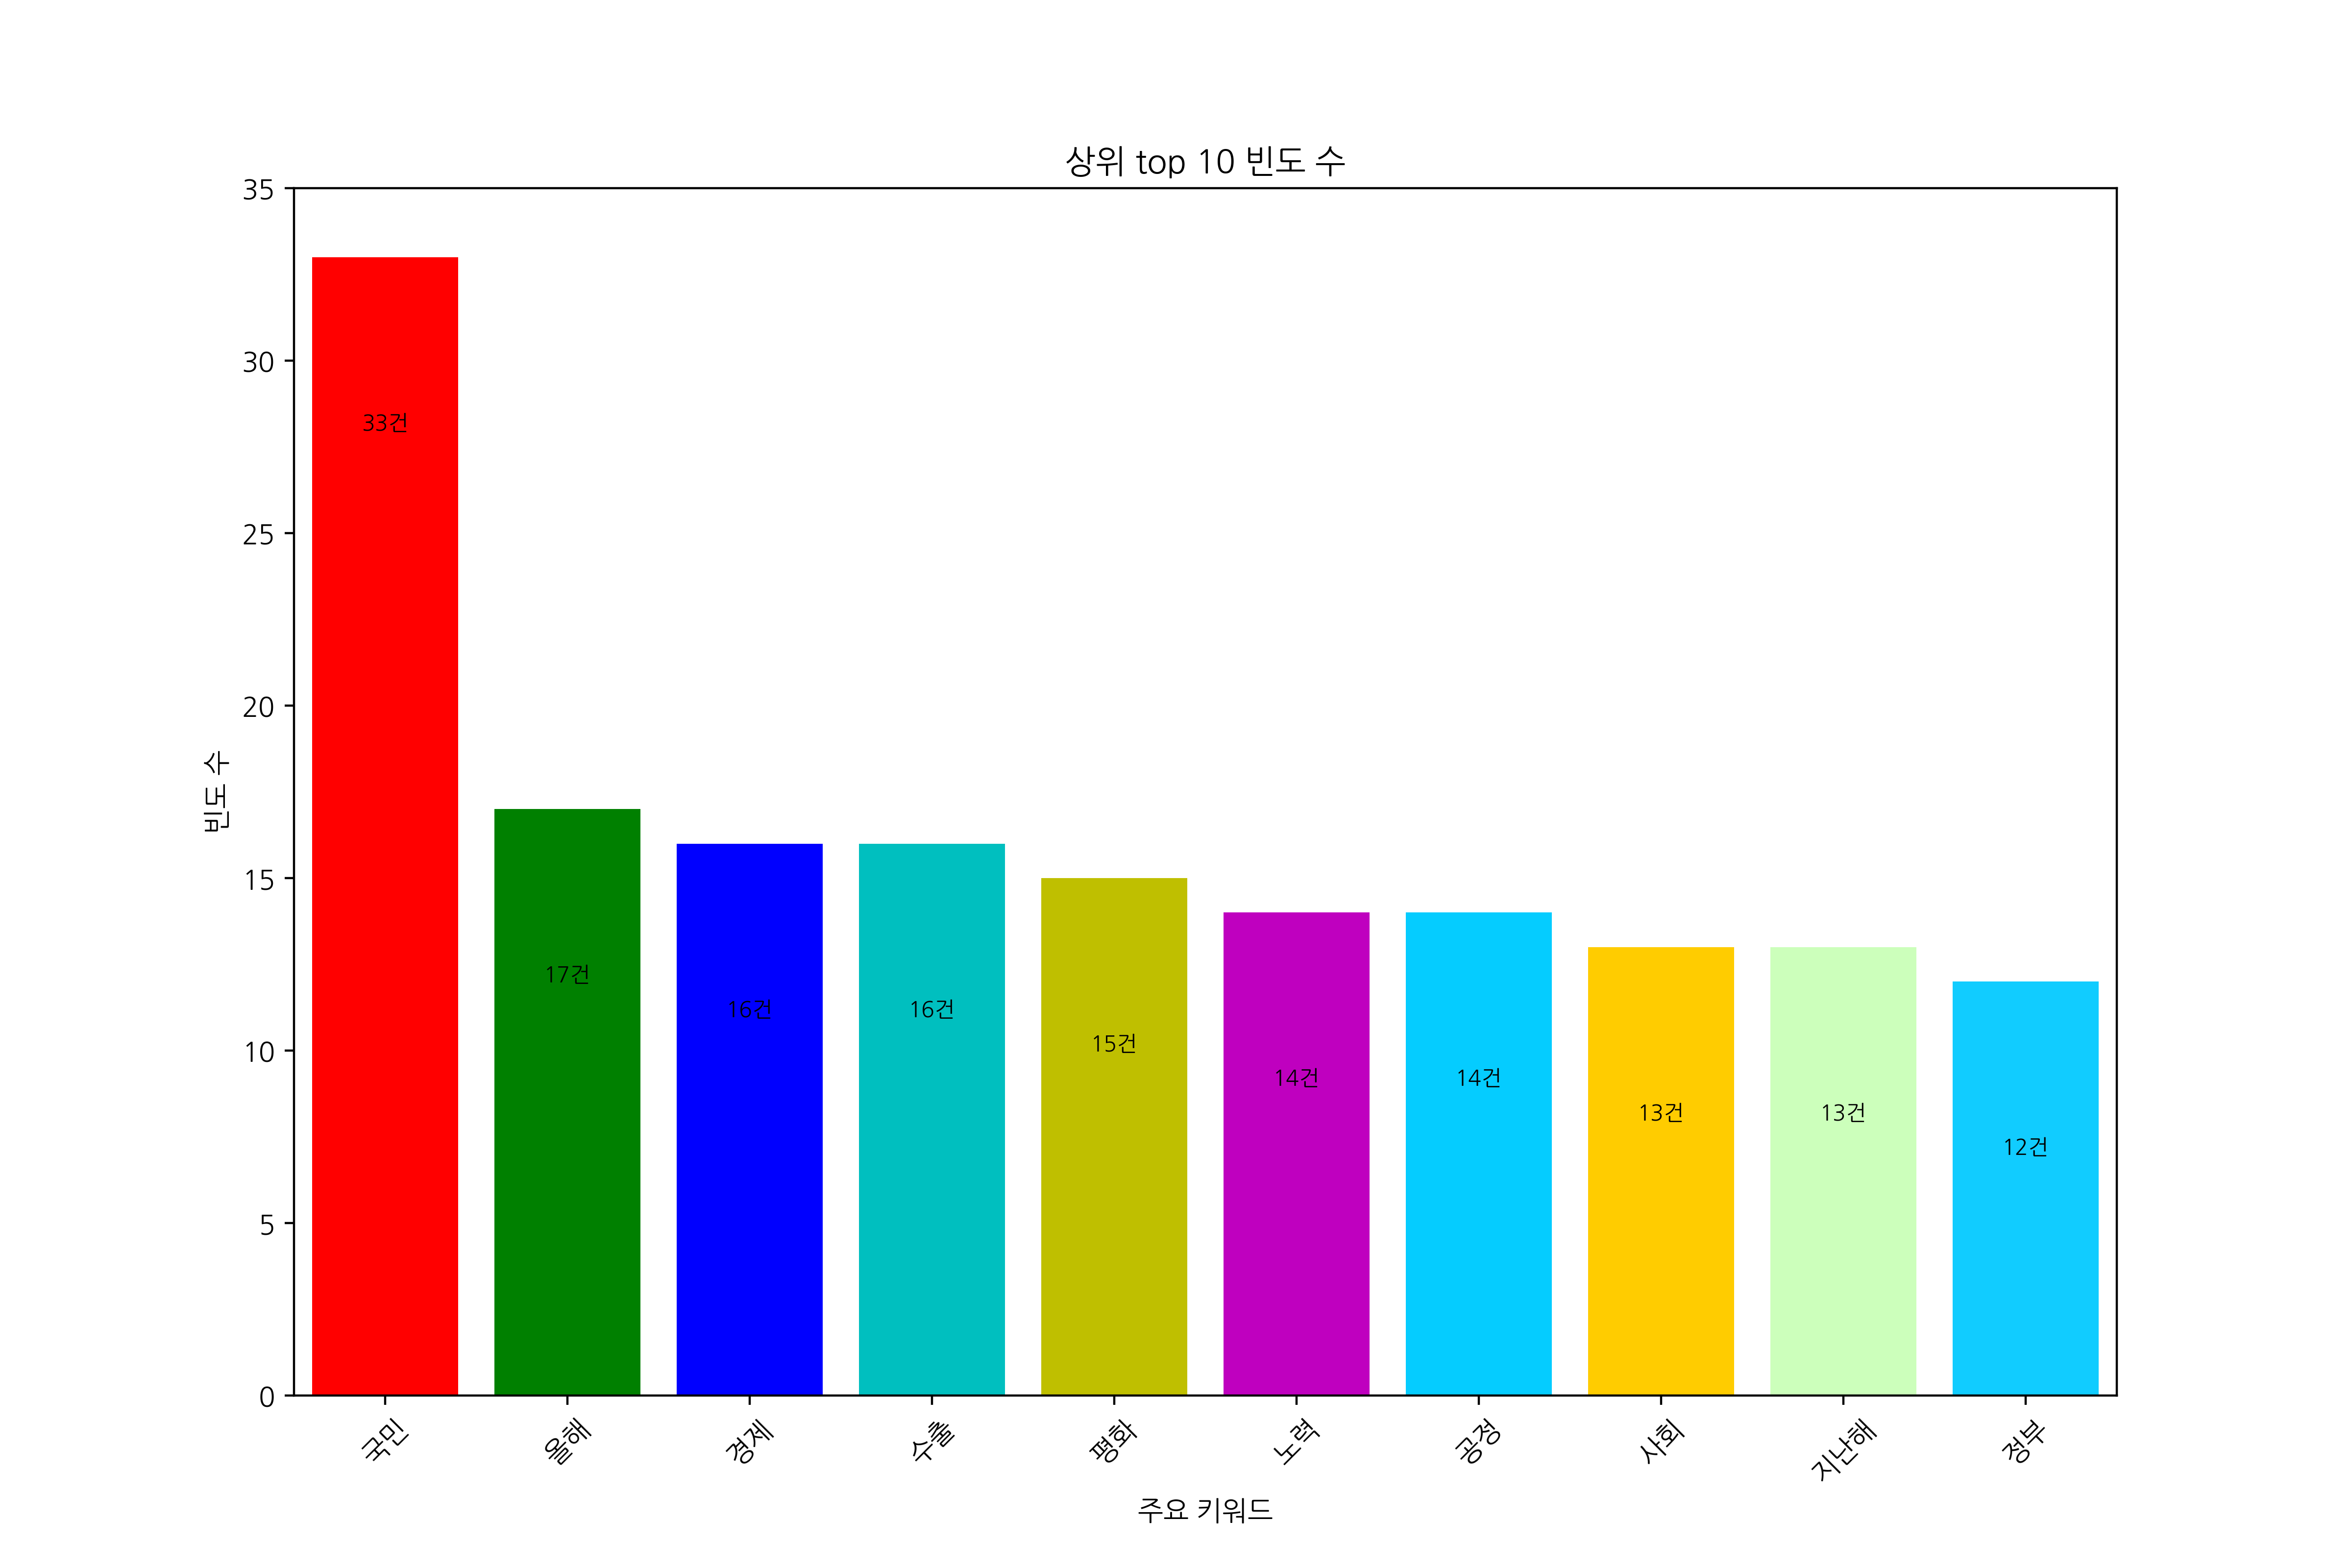 상위 top 10 빈도 수
35
30
25
20
15
10
5
0
빈도 수
33건
17건
16건
16건
15건
14건
14건
13건
13건
12건
국민
올해
경제
수출
평화
노력
공정
사회
지난해
정부
주요 키워드